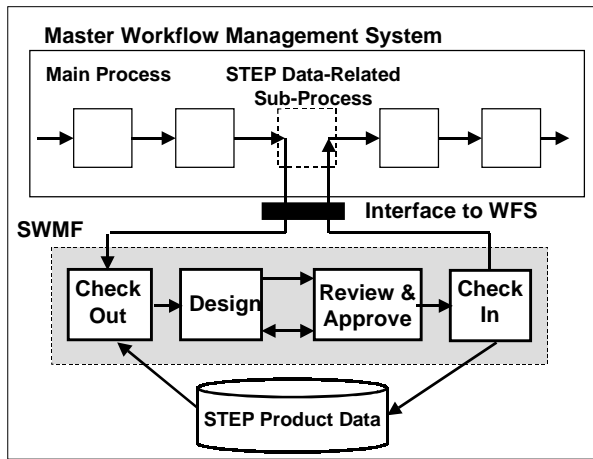 Master Workflow Management System
Main Process
STEP Data-Related
Sub-Process
Interface to WFS
SWMF
Check
Out
Design
Review &
Approve
Check
In
STEP Product Data